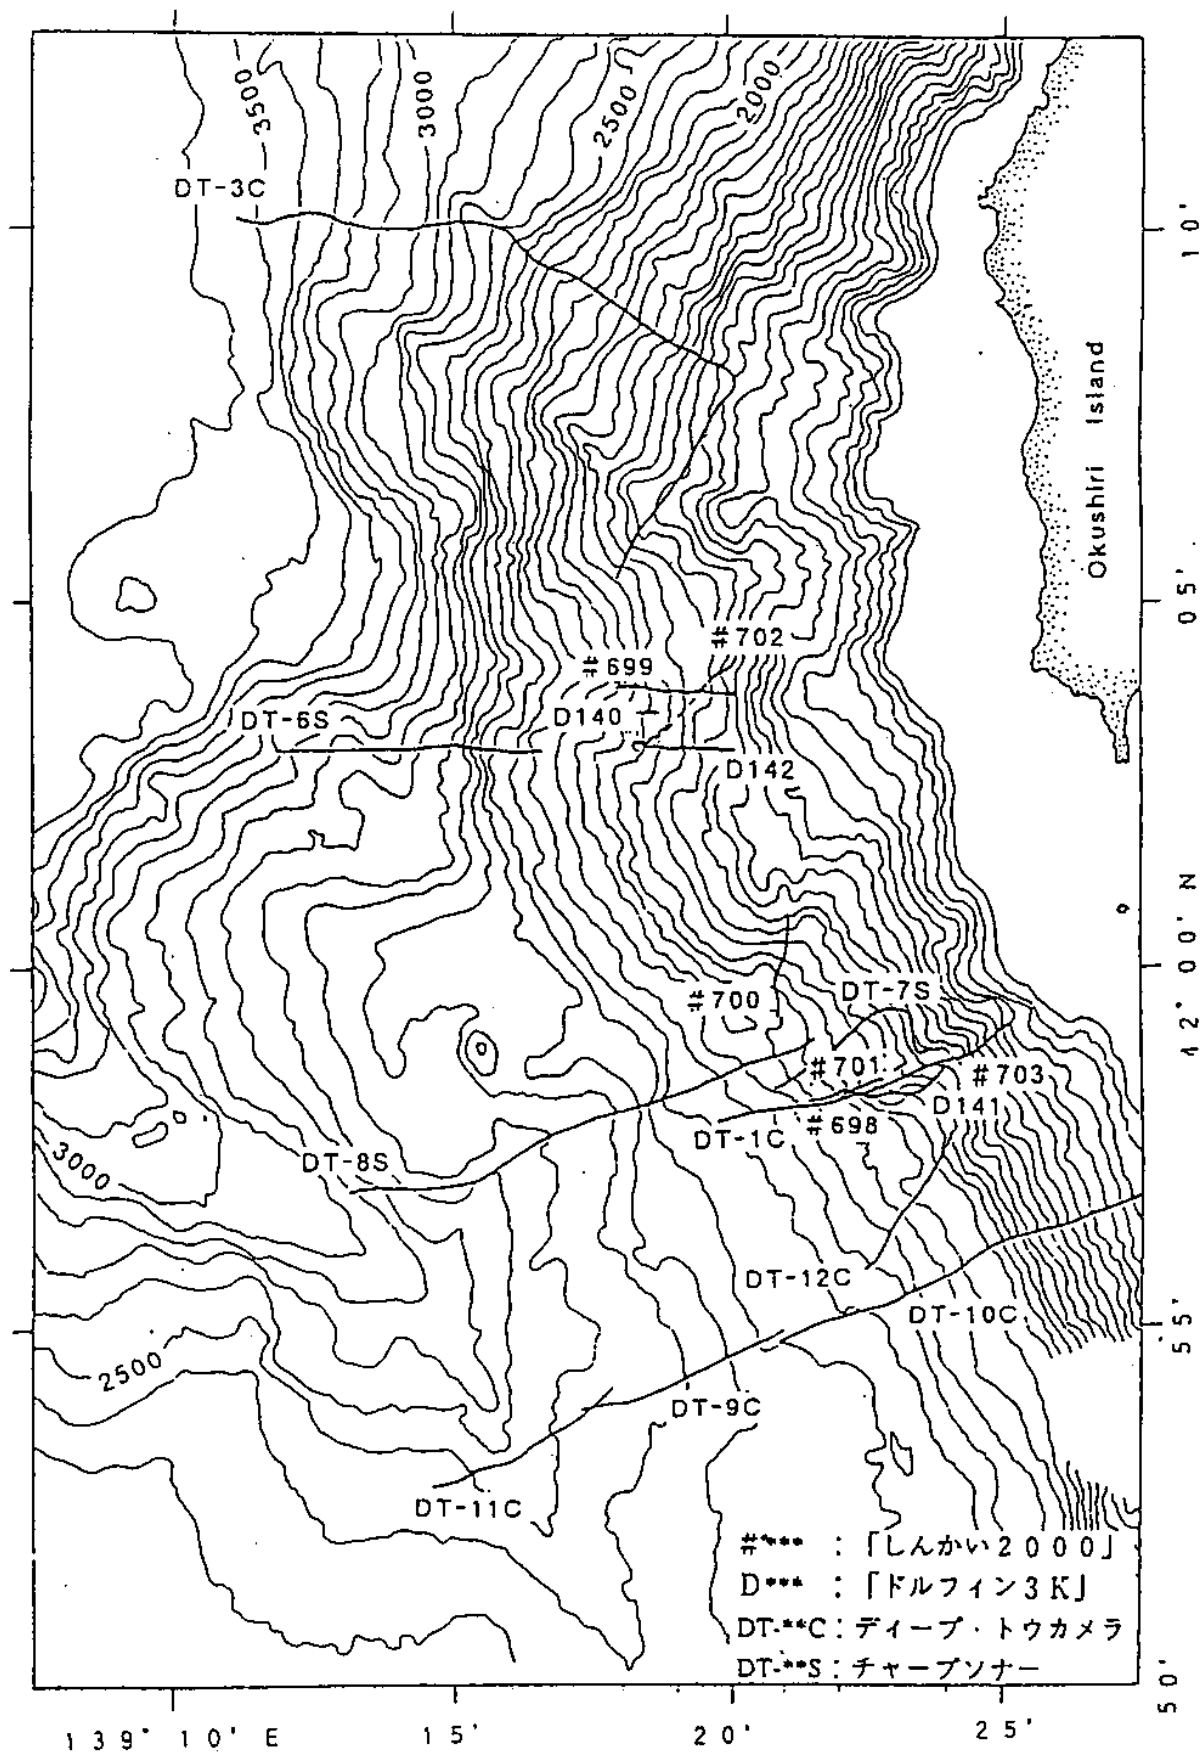 3500
3000
2500
2000
DT-3C
10'
Okushiri Island
05'
#702
#699
DT-6S
D140
D142
42°00'N
#700
DT-7S
#701
#703
D141
DT-1C
#698
3000
DT-8S
DT-12C
DT-10C
55'
2500
DT-9C
DT-11C
#*** : 「しんかい2000」
D*** : 「ドルフィン3K」
DT-**C : ディープ・トウカメラ
DT-**S : チャープソナー
50'
139°10'E 15' 20' 25'